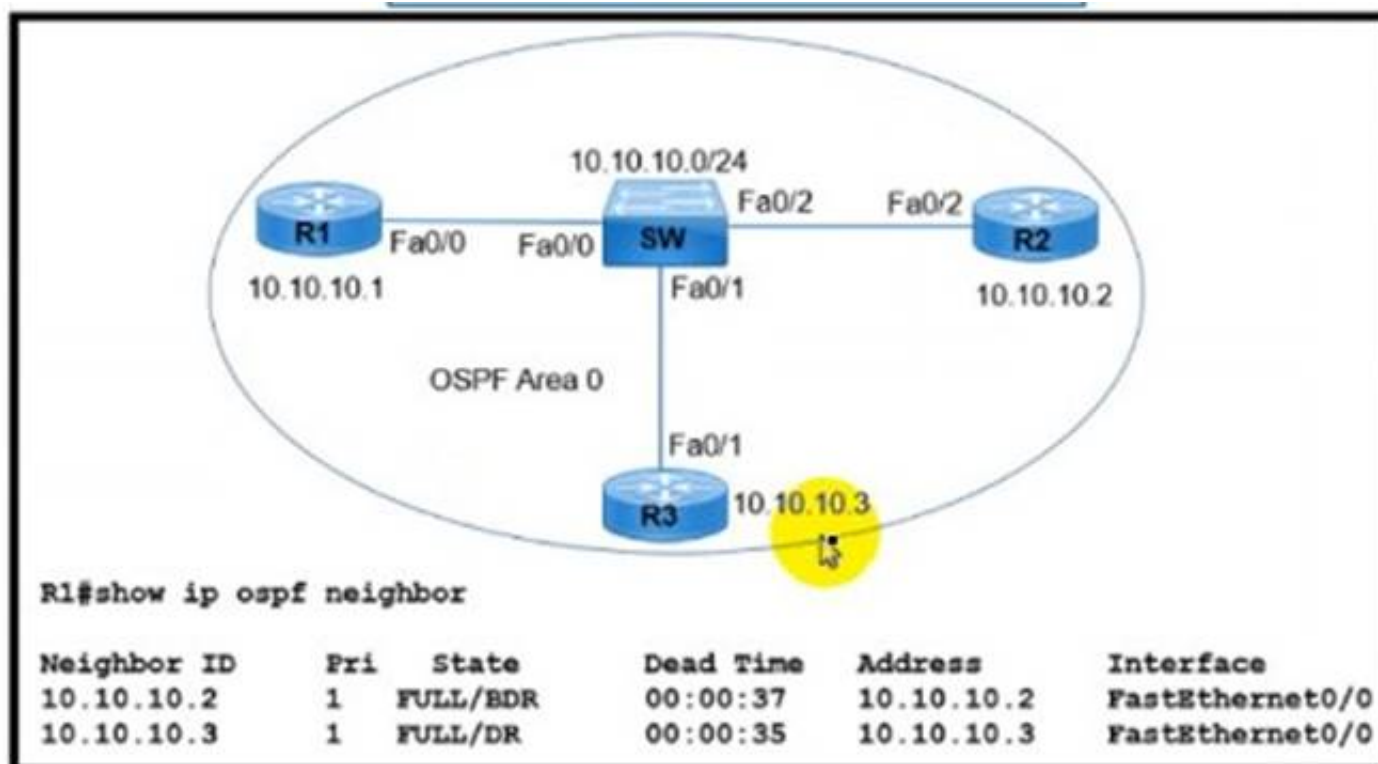 10.10.10.0/24
Fa0/2 Fa0/2
R1 SW R2
Fa0/0 Fa0/0
10.10.10.1 Fa0/1 10.10.10.2
OSPF Area 0
Fa0/1
R3 10.10.10.3
R1#show ip ospf neighbor
Neighbor ID Pri State Dead Time Address Interface
10.10.10.2 1 FULL/BDR 00:00:37 10.10.10.2 FastEthernet0/0
10.10.10.3 1 FULL/DR 00:00:35 10.10.10.3 FastEthernet0/0